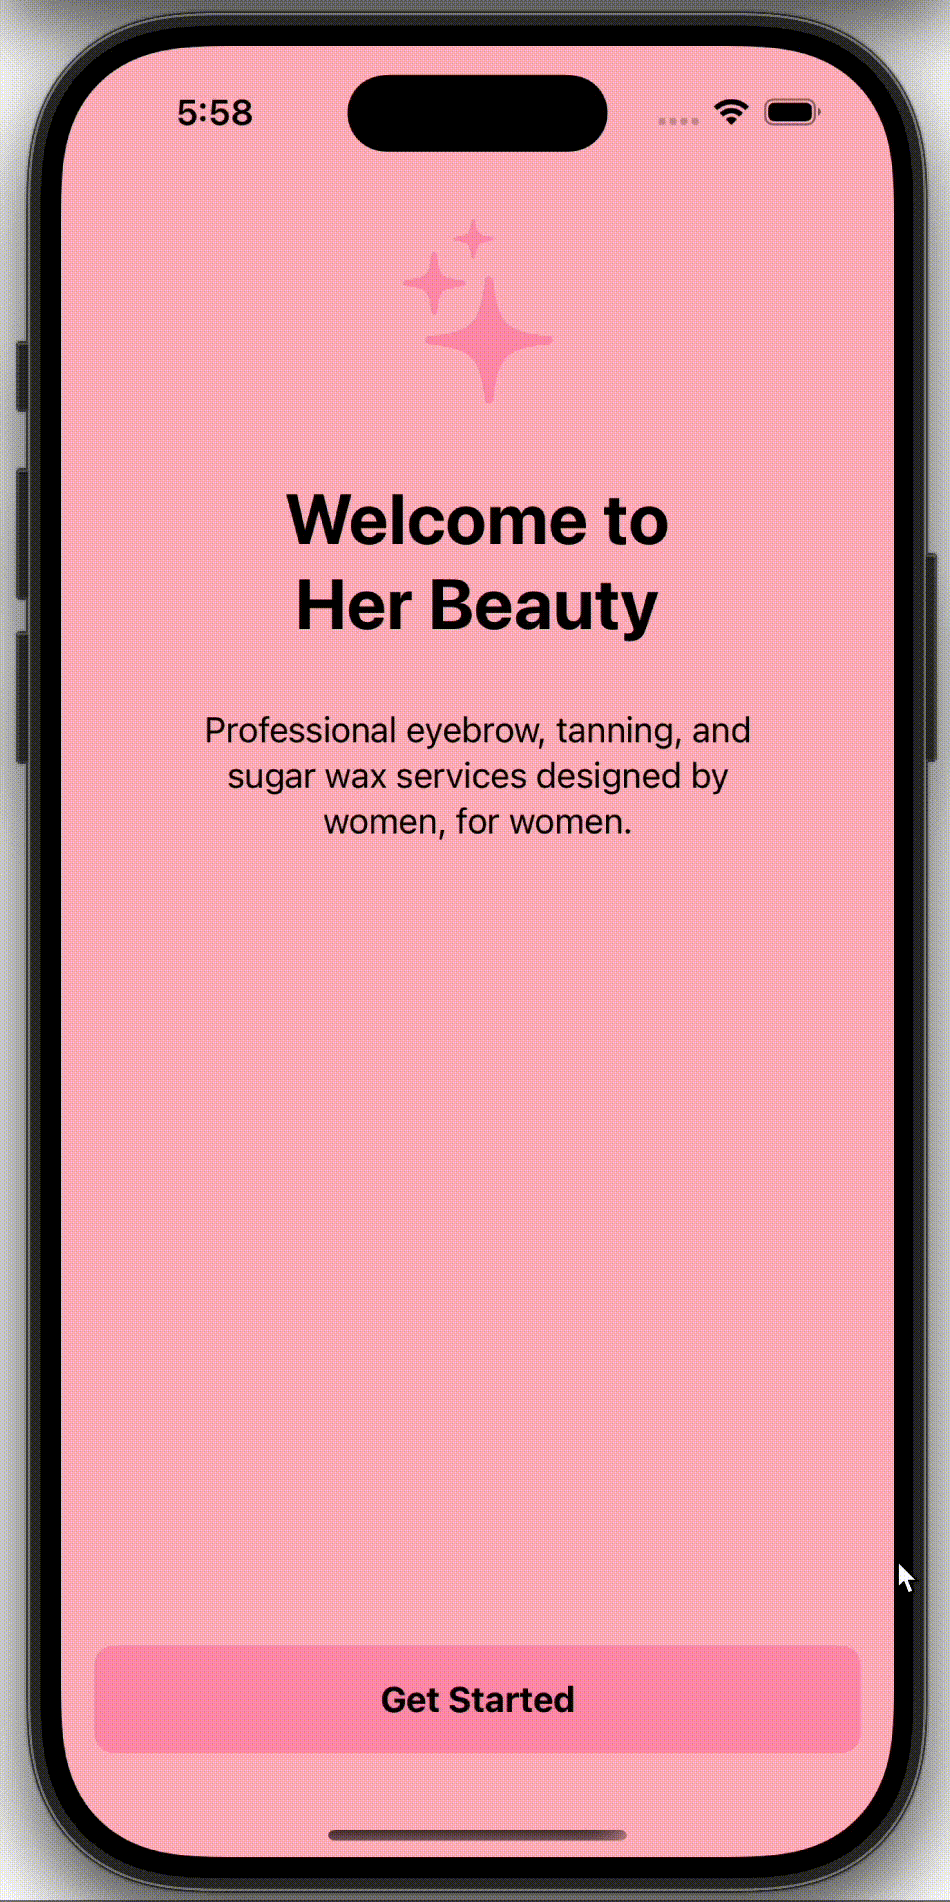 5:58
Welcome to
Her Beauty
Professional eyebrow, tanning, and
sugar wax services designed by
women, for women.
Get Started